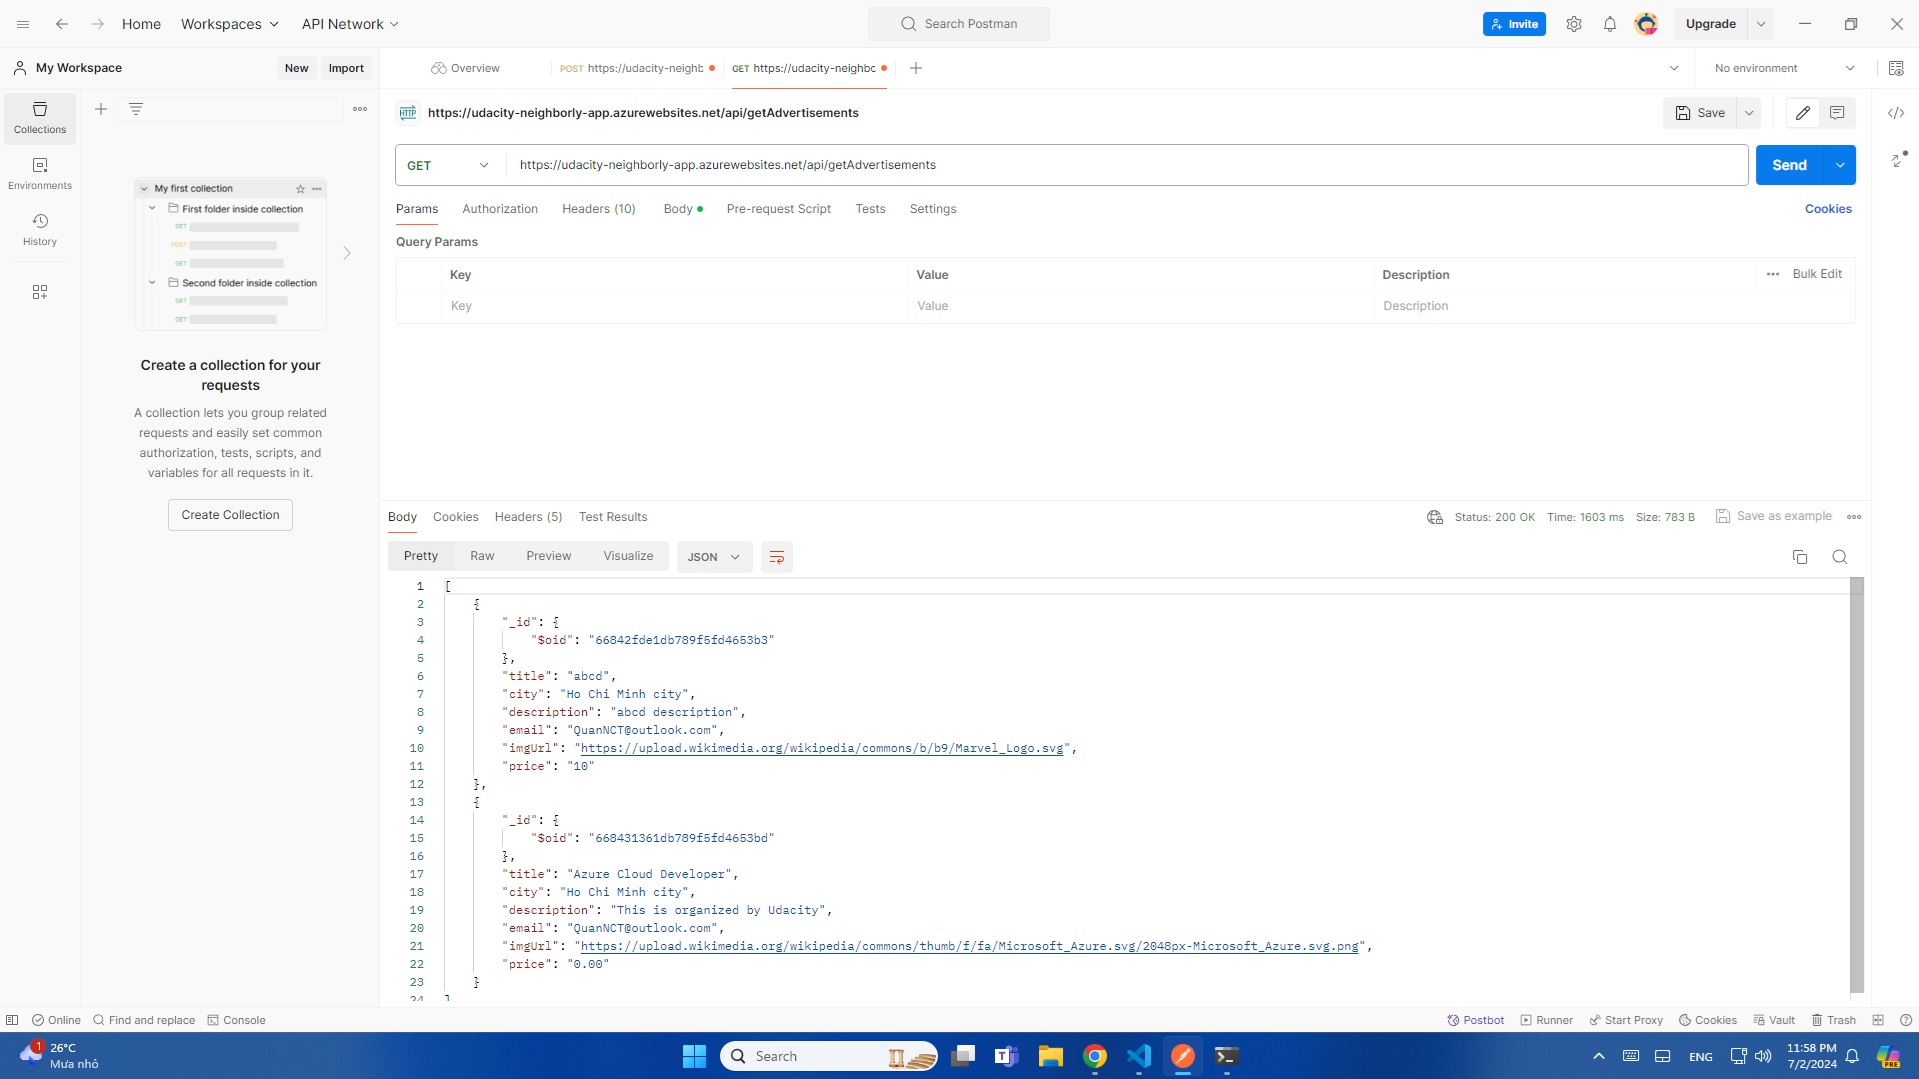 Home Workspaces API Network Search Postman Invite Upgrade
My Workspace New Import Overview POST https://udacity-neighb GET https://udacity-neighbc No environment
Collections
Environments
History
My first collection
First folder inside collection
GET
POST
GET
Second folder inside collection
GET
GET
Create a collection for your
requests
A collection lets you group related
requests and easily set common
authorization, tests, scripts, and
variables for all requests in it.
Create Collection
HTTP https://udacity-neighborly-app.azurewebsites.net/api/getAdvertisements Save
GET https://udacity-neighborly-app.azurewebsites.net/api/getAdvertisements Send
Params Authorization Headers (10) Body Pre-request Script Tests Settings Cookies
Query Params
Key Value Description Bulk Edit
Key Value Description
Body Cookies Headers (5) Test Results Status: 200 OK Time: 1603 ms Size: 783 B Save as example
Pretty Raw Preview Visualize JSON
1 [
2 {
3 "_id": {
4 "$oid": "66842fde1db789f5fd4653b3"
5 },
6 "title": "abcd",
7 "city": "Ho Chi Minh city",
8 "description": "abcd description",
9 "email": "QuanNCT@outlook.com",
10 "imgUrl": "https://upload.wikimedia.org/wikipedia/commons/b/b9/Marvel_Logo.svg",
11 "price": "10"
12 },
13 {
14 "_id": {
15 "$oid": "668431361db789f5fd4653bd"
16 },
17 "title": "Azure Cloud Developer",
18 "city": "Ho Chi Minh city",
19 "description": "This is organized by Udacity",
20 "email": "QuanNCT@outlook.com",
21 "imgUrl": "https://upload.wikimedia.org/wikipedia/commons/thumb/f/fa/Microsoft_Azure.svg/2048px-Microsoft_Azure.svg.png",
22 "price": "0.00"
23 }
24 ]
Online Find and replace Console Postbot Runner Start Proxy Cookies Vault Trash
1 26°C
Mưa nhỏ
Search
ENG
11:58 PM
7/2/2024
PRE